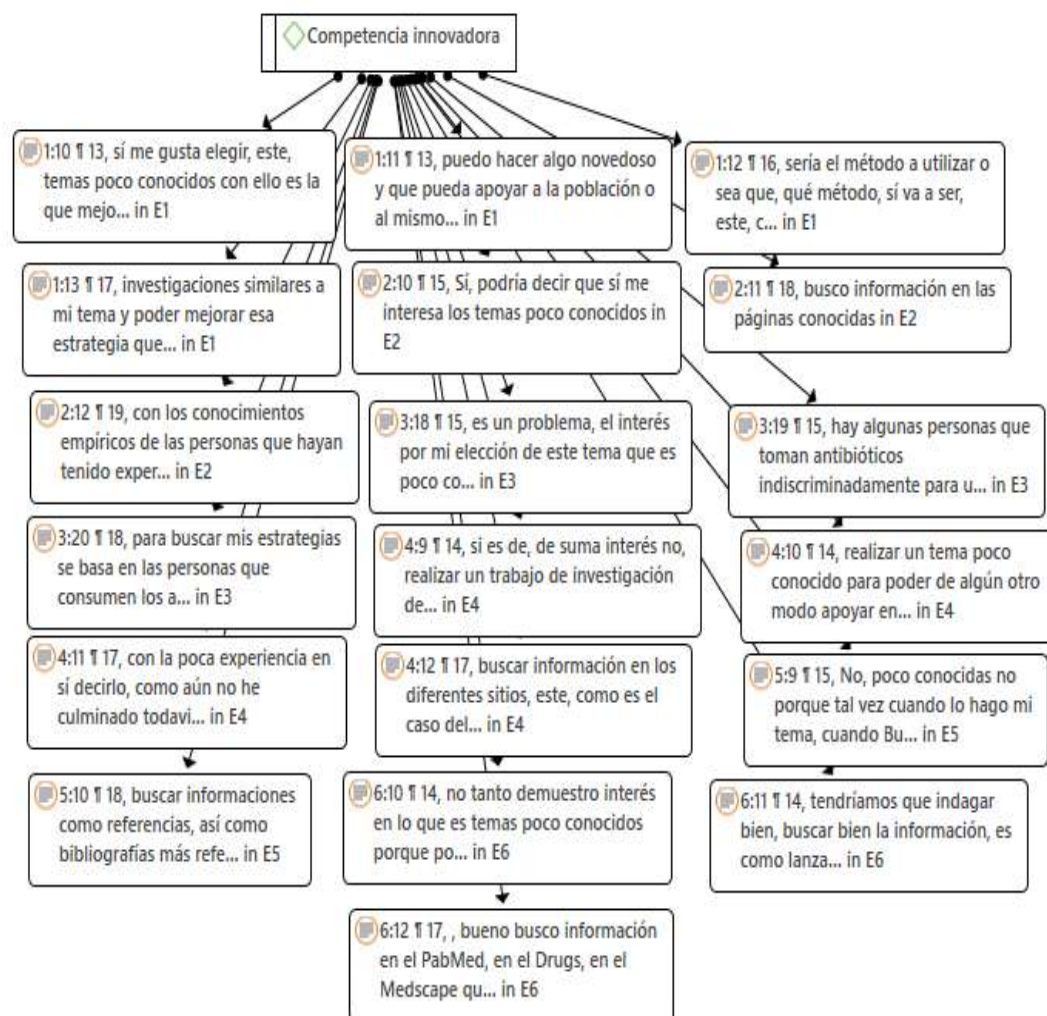 Competencia innovadora
1:10 ¶ 13, sí me gusta elegir, este,
temas poco conocidos con ello es la
que mejo... in E1
1:11 ¶ 13, puedo hacer algo novedoso
y que pueda apoyar a la población o
al mismo... in E1
1:12 ¶ 16, sería el método a utilizar o
sea que, qué método, sí va a ser,
este, c... in E1
1:13 ¶ 17, investigaciones similares a
mi tema y poder mejorar esa
estrategia que... in E1
2:10 ¶ 15, Sí, podría decir que sí me
interesa los temas poco conocidos in
E2
2:11 ¶ 18, busco información en las
páginas conocidas in E2
2:12 ¶ 19, con los conocimientos
empíricos de las personas que hayan
tenido exper... in E2
3:18 ¶ 15, es un problema, el interés
por mi elección de este tema que es
poco co... in E3
3:19 ¶ 15, hay algunas personas que
toman antibióticos
indiscriminadamente para u... in E3
3:20 ¶ 18, para buscar mis estrategias
se basa en las personas que
consumen los a... in E3
4:9 ¶ 14, si es de, de suma interés no,
realizar un trabajo de investigación
de... in E4
4:10 ¶ 14, realizar un tema poco
conocido para poder de algún otro
modo apoyar en... in E4
4:11 ¶ 17, con la poca experiencia en
sí decirlo, como aún no he
culminado todavi... in E4
4:12 ¶ 17, buscar información en los
diferentes sitios, este, como es el
caso del... in E4
5:9 ¶ 15, No, poco conocidas no
porque tal vez cuando lo hago mi
tema, cuando Bu... in E5
5:10 ¶ 18, buscar informaciones
como referencias, así como
bibliografías más refe... in E5
6:10 ¶ 14, no tanto demuestro interés
en lo que es temas poco conocidos
porque po... in E6
6:11 ¶ 14, tendríamos que indagar
bien, buscar bien la información, es
como lanza... in E6
6:12 ¶ 17, , bueno busco información
en el PabMed, en el Drugs, en el
Medscape qu... in E6